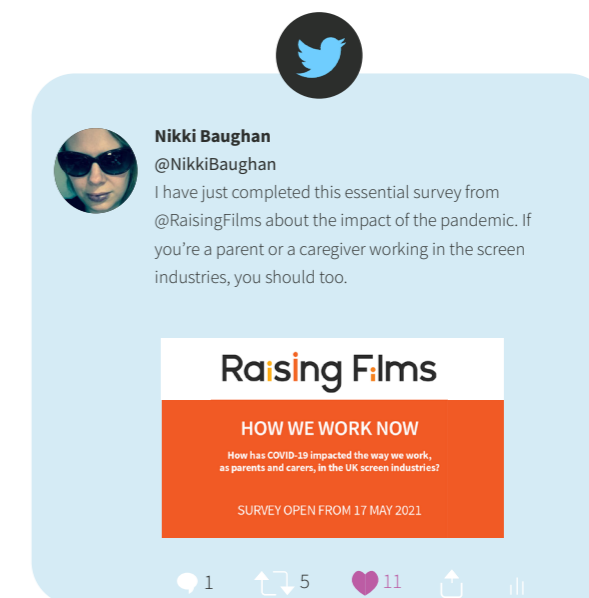 Nikki Baughan
@NikkiBaughan
I have just completed this essential survey from
@RaisingFilms about the impact of the pandemic. If
you’re a parent or a caregiver working in the screen
industries, you should too.
Raising Films
HOW WE WORK NOW
How has COVID-19 impacted the way we work,
as parents and carers, in the UK screen industries?
SURVEY OPEN FROM 17 MAY 2021
1 5 11